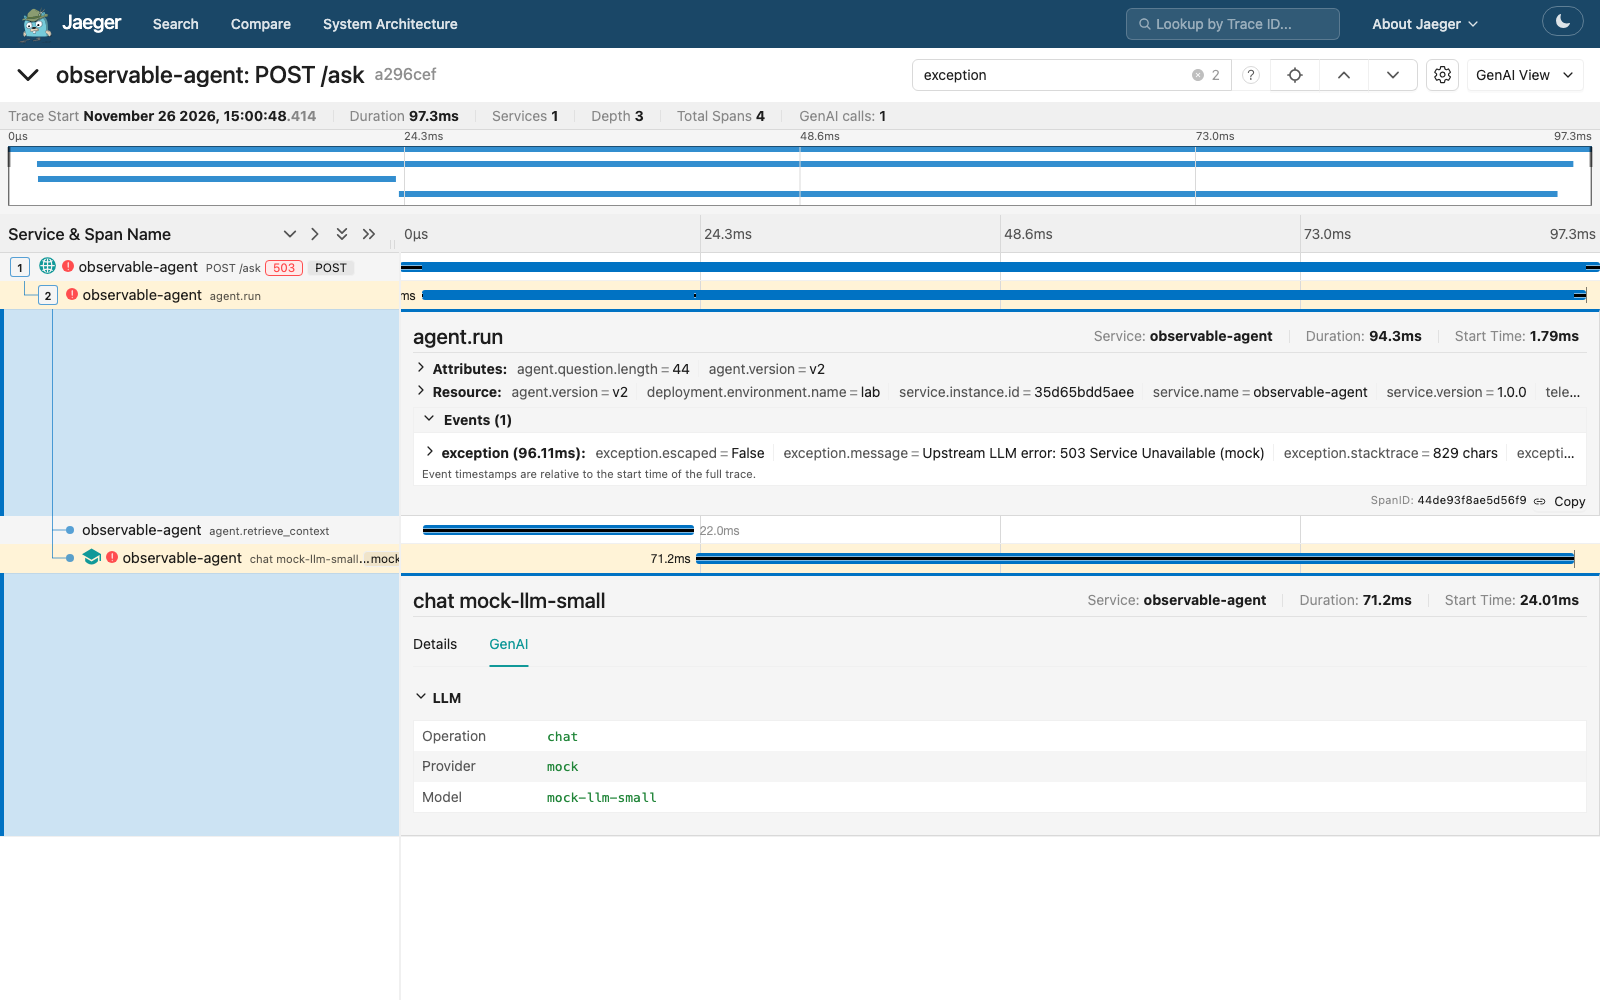 Jaeger Search Compare System Architecture Lookup by Trace ID... About Jaeger
observable-agent: POST /ask a296cef exception 2 ? GenAI View
Trace Start November 26 2026, 15:00:48.414 Duration 97.3ms Services 1 Depth 3 Total Spans 4 GenAI calls: 1
0μs 24.3ms 48.6ms 73.0ms 97.3ms
Service & Span Name 0μs 24.3ms 48.6ms 73.0ms 97.3ms
1 observable-agent POST /ask 503 POST
2 observable-agent agent.run ms
agent.run Service: observable-agent Duration: 94.3ms Start Time: 1.79ms
Attributes: agent.question.length = 44 agent.version = v2
Resource: agent.version = v2 deployment.environment.name = lab service.instance.id = 35d65bdd5aee service.name = observable-agent service.version = 1.0.0 tele...
Events (1)
exception (96.11ms): exception.escaped = False exception.message = Upstream LLM error: 503 Service Unavailable (mock) exception.stacktrace = 829 chars excepti...
Event timestamps are relative to the start time of the full trace.
SpanID: 44de93f8ae5d56f9 Copy
observable-agent agent.retrieve_context 22.0ms
observable-agent chat mock-llm-small... ...mock 71.2ms
chat mock-llm-small Service: observable-agent Duration: 71.2ms Start Time: 24.01ms
Details GenAI
LLM
Operation chat
Provider mock
Model mock-llm-small